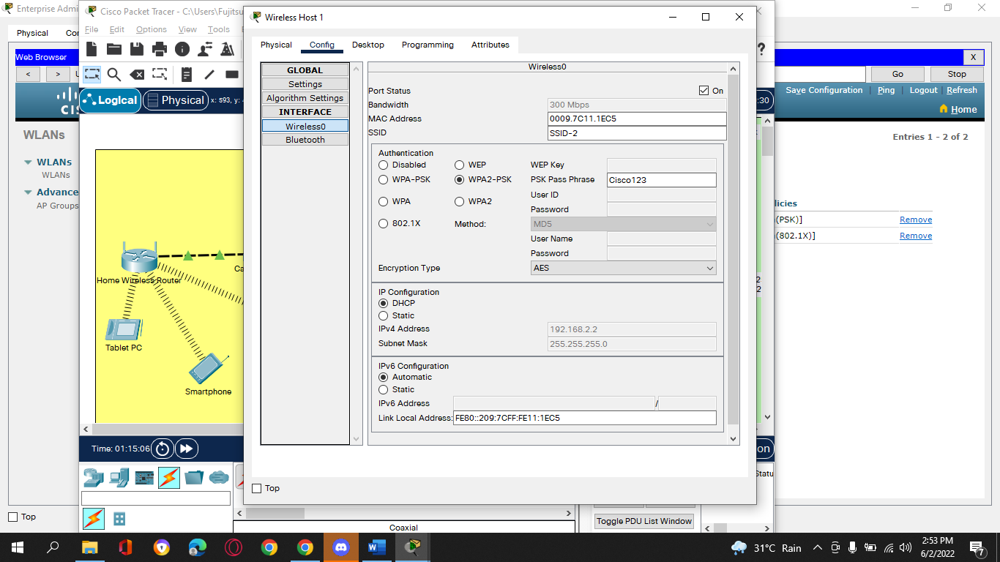 Enterprise Admi
Physical
Co
Web Browser
<
>
X
Go
Stop
Save Configuration
Ping
Logout
Refresh
Home
WLANs
Entries 1 - 2 of 2
WLANs
WLANs
Advance
AP Groups
licies
(PSK)]
Remove
(802.1X)]
Remove
Top
Cisco Packet Tracer - C:\Users\Fujitsu
File
Edit
Options
View
Tools
Logical
Physical
x: 593, y:
:30
Home Wireless Router
Ca
Tablet PC
Smartphone
Time: 01:15:06
Coaxial
Toggle PDU List Window
Wireless Host 1
Physical
Config
Desktop
Programming
Attributes
GLOBAL
Settings
Algorithm Settings
INTERFACE
Wireless0
Bluetooth
Wireless0
Port Status
On
Bandwidth
300 Mbps
MAC Address
0009.7C11.1EC5
SSID
SSID-2
Authentication
Disabled
WEP
WEP Key
WPA-PSK
WPA2-PSK
PSK Pass Phrase
Cisco123
User ID
WPA
WPA2
Password
802.1X
Method:
MD5
User Name
Password
Encryption Type
AES
IP Configuration
DHCP
Static
IPv4 Address
192.168.2.2
Subnet Mask
255.255.255.0
IPv6 Configuration
Automatic
Static
IPv6 Address
/
Link Local Address:
FE80::209:7CFF:FE11:1EC5
Top
31°C Rain
2:53 PM
6/2/2022
7